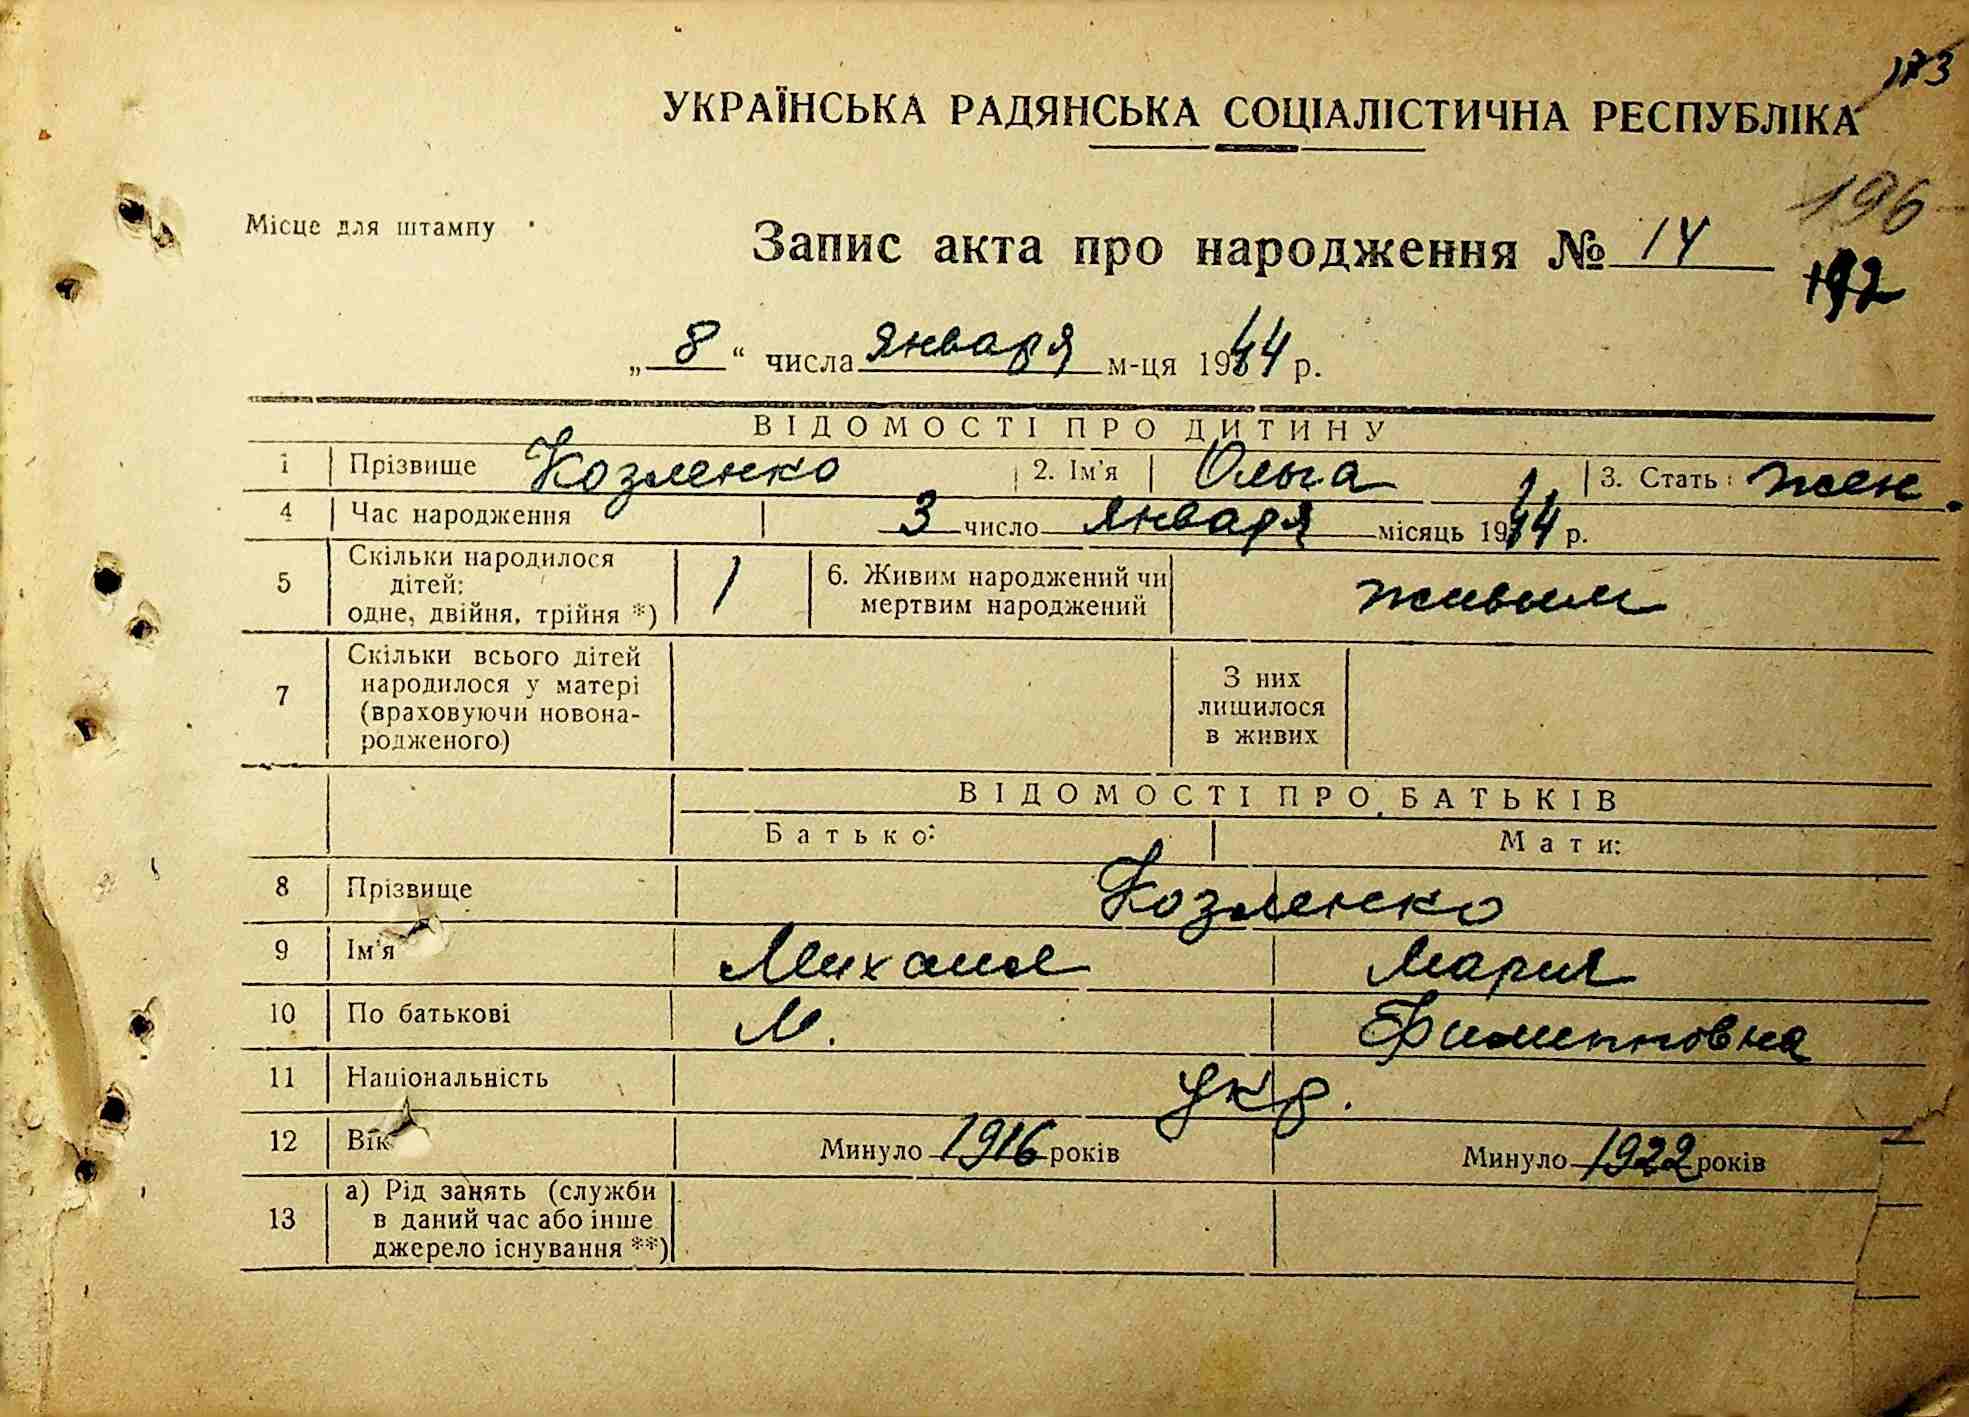 173
УКРАЇНСЬКА РАДЯНСЬКА СОЦІАЛІСТИЧНА РЕСПУБЛІКА
196
Місце для штампу
Запис акта про народження № 14
192
„8“ числа января м-ця 1944 р.
ВІДОМОСТІ ПРО ДИТИНУ
1 Прізвище Козленко 2. Ім'я Ольга 3. Стать: жен.
4 Час народження 3 число января місяць 1944 р.
5 Скільки народилося дітей: одне, двійня, трійня *) 1 6. Живим народжений чи мертвим народжений живым
7 Скільки всього дітей народилося у матері (враховуючи новона-родженого) З них лишилося в живих
ВІДОМОСТІ ПРО БАТЬКІВ
Батько: Мати:
8 Прізвище Козленко
9 Ім'я Михаил Мария
10 По батькові М. Филипповна
11 Національність укр.
12 Вік Минуло 1916 років Минуло 1922 років
13 а) Рід занять (служби в даний час або інше джерело існування **)